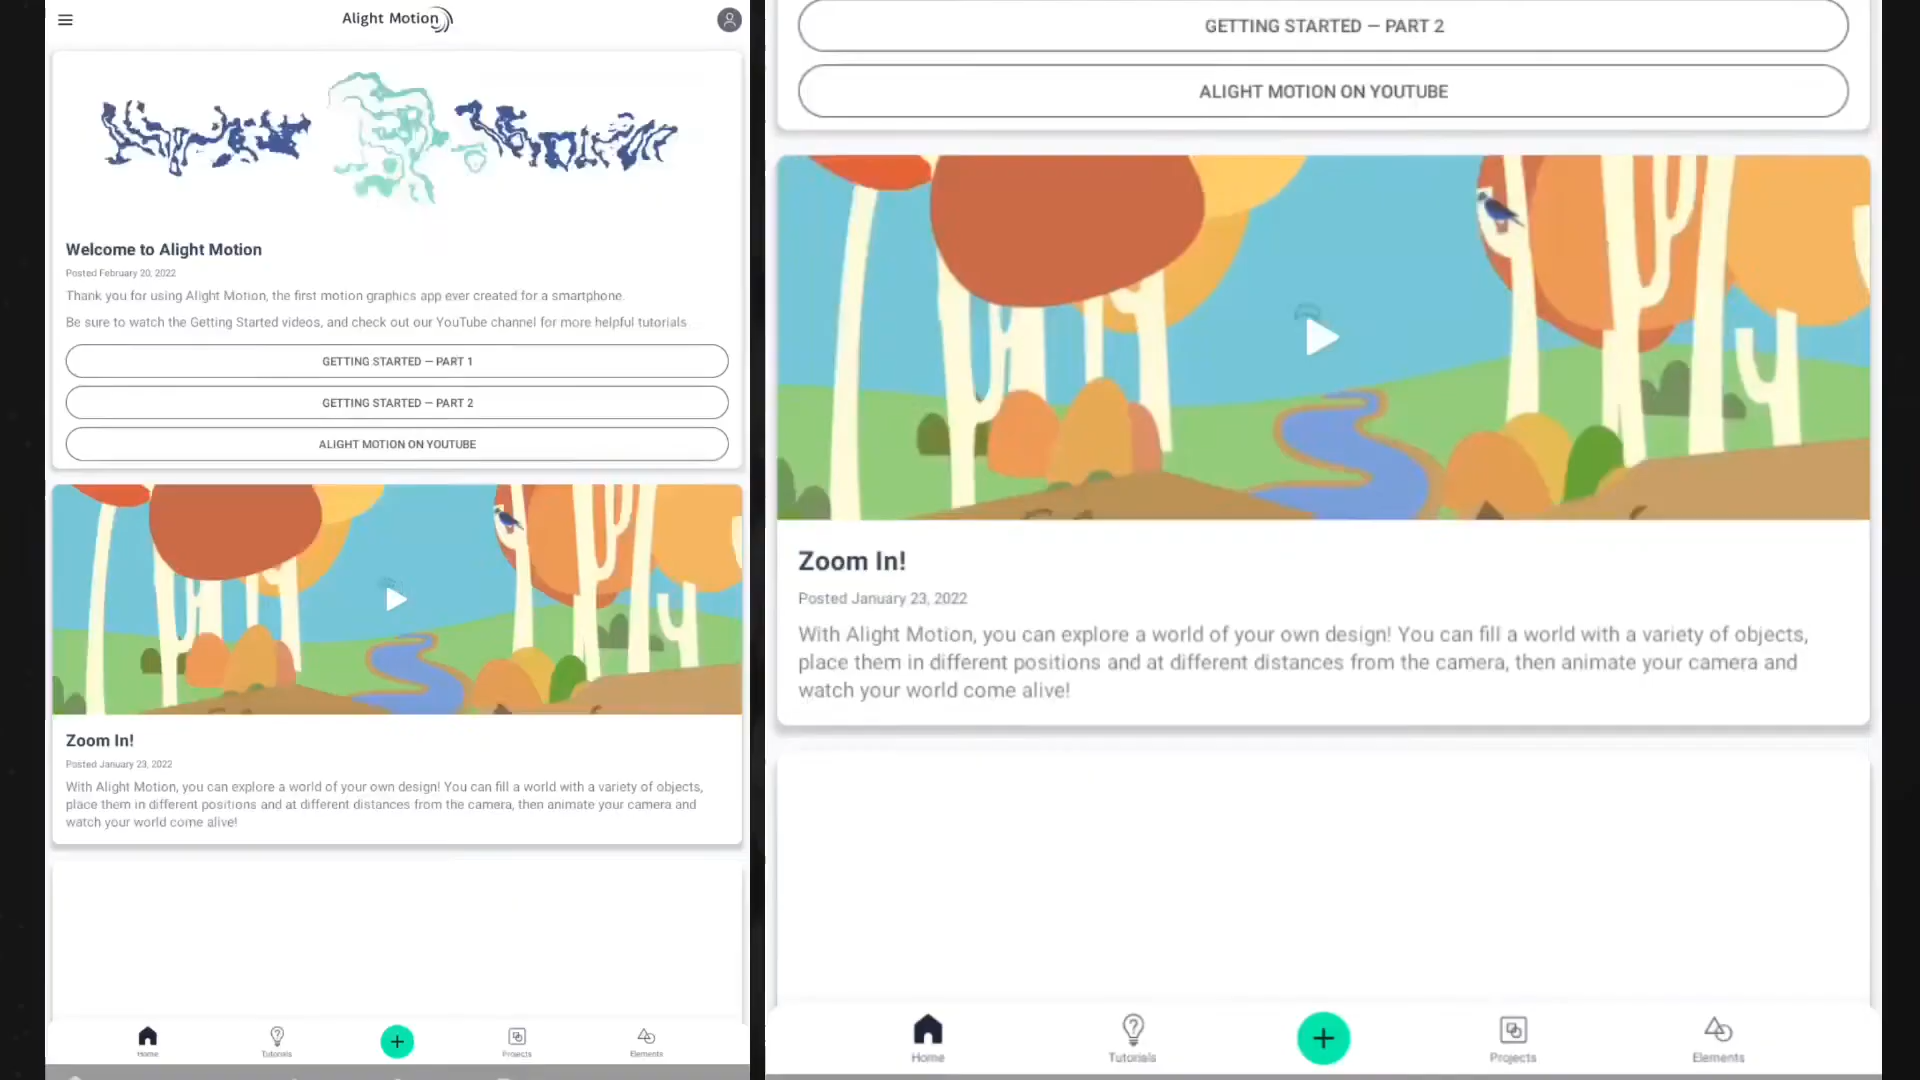 Alight Motion
Welcome to Alight Motion
Posted February 20, 2022
Thank you for using Alight Motion, the first motion graphics app ever created for a smartphone.
Be sure to watch the Getting Started videos, and check out our YouTube channel for more helpful tutorials.
GETTING STARTED — PART 1
GETTING STARTED — PART 2
ALIGHT MOTION ON YOUTUBE
Zoom In!
Posted January 23, 2022
With Alight Motion, you can explore a world of your own design! You can fill a world with a variety of objects,
place them in different positions and at different distances from the camera, then animate your camera and
watch your world come alive!
Home
Tutorials
Projects
Elements
GETTING STARTED — PART 2
ALIGHT MOTION ON YOUTUBE
Zoom In!
Posted January 23, 2022
With Alight Motion, you can explore a world of your own design! You can fill a world with a variety of objects,
place them in different positions and at different distances from the camera, then animate your camera and
watch your world come alive!
Home
Tutorials
Projects
Elements